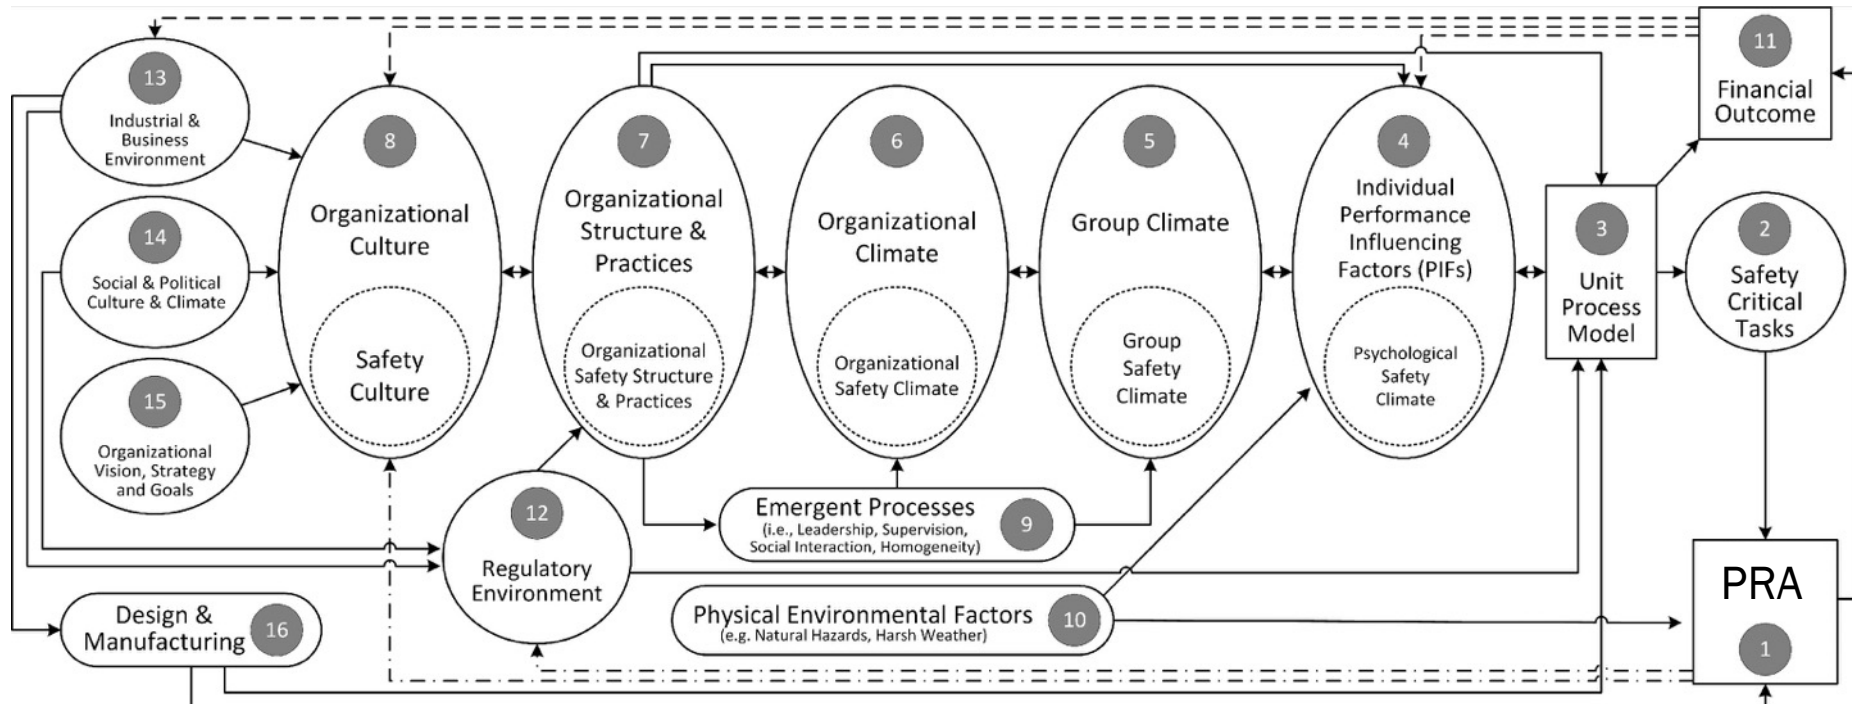 13
Industrial &
Business
Environment
14
Social & Political
Culture & Climate
15
Organizational
Vision, Strategy
and Goals
Design &
Manufacturing
16
8
Organizational
Culture
Safety
Culture
7
Organizational
Structure &
Practices
Organizational
Safety Structure
& Practices
12
Regulatory
Environment
6
Organizational
Climate
Organizational
Safety Climate
5
Group Climate
Group
Safety
Climate
Emergent Processes
(i.e., Leadership, Supervision,
Social Interaction, Homogeneity)
9
Physical Environmental Factors
(e.g. Natural Hazards, Harsh Weather)
10
4
Individual
Performance
Influencing
Factors (PIFs)
Psychological
Safety
Climate
3
Unit
Process
Model
11
Financial
Outcome
2
Safety
Critical
Tasks
PRA
1